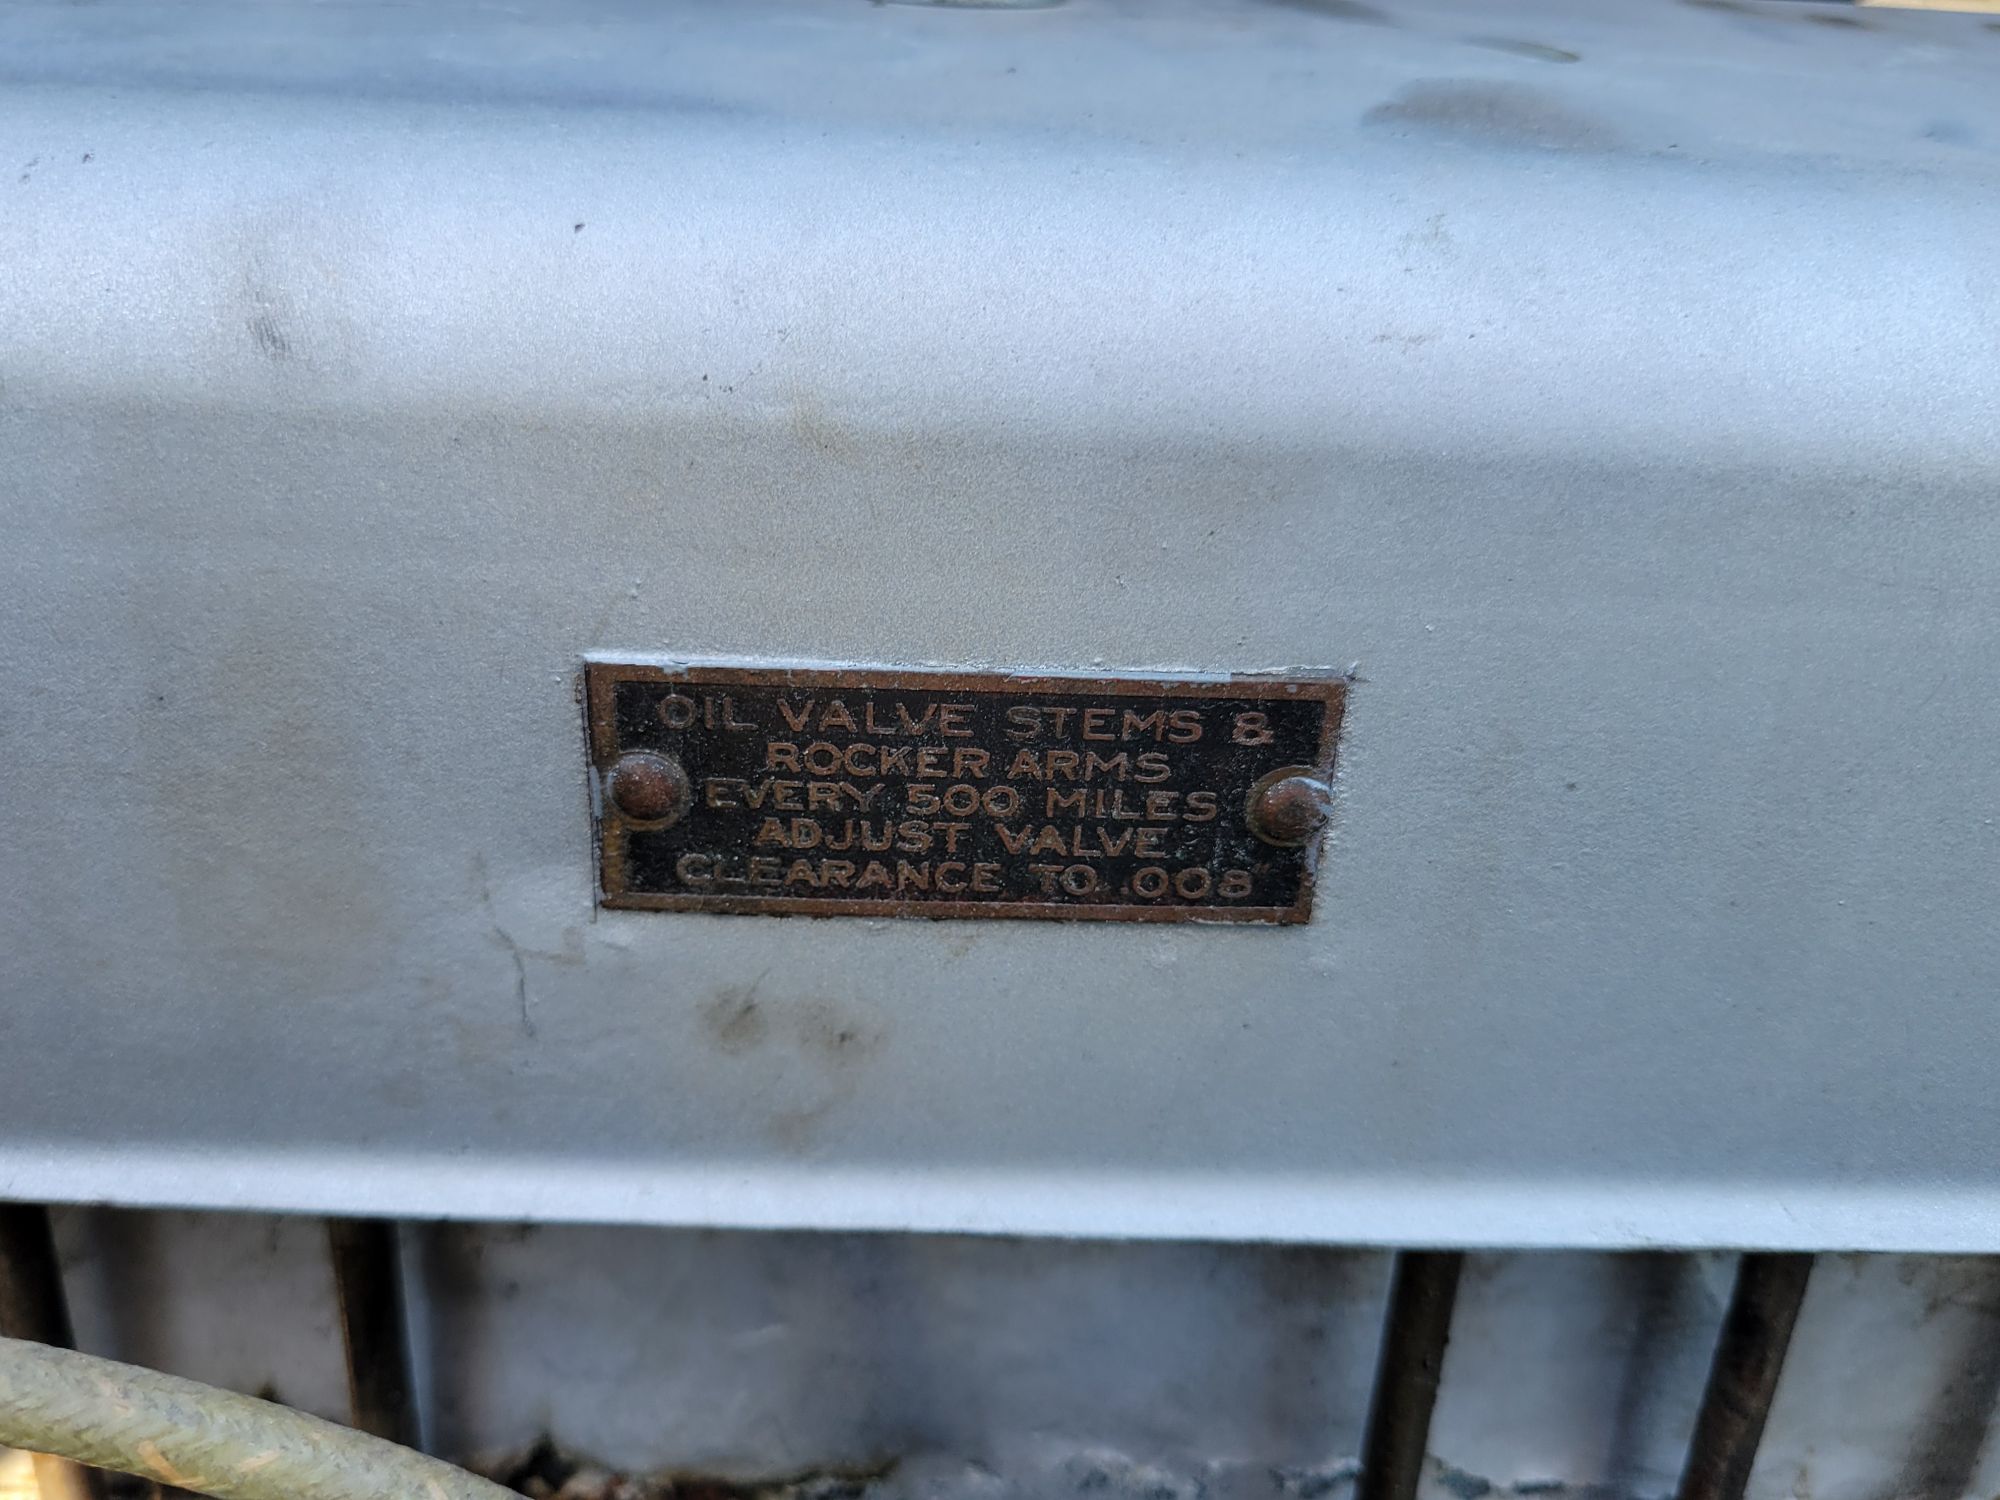 OIL VALVE STEMS &
ROCKER ARMS
EVERY 500 MILES
ADJUST VALVE
CLEARANCE TO .008"